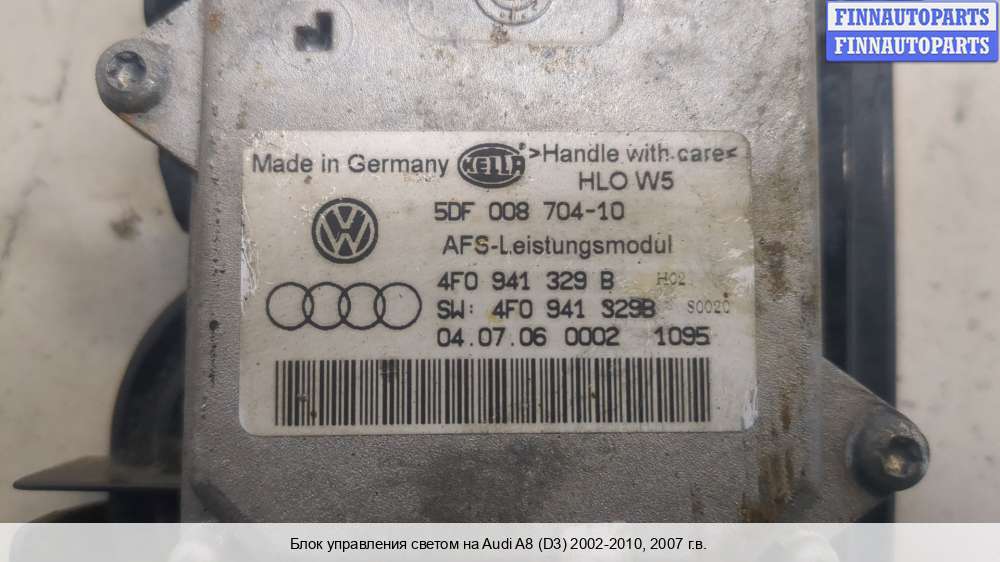 FINNAUTOPARTS
FINNAUTOPARTS
Made in Germany HELLA >Handle with care<
HLO W5
5DF 008 704-10
AFS-Leistungsmodul
4F0 941 329 B H02
SW: 4F0 941 329B S0020
04.07.06 0002 1095
Блок управления светом на Audi A8 (D3) 2002-2010, 2007 г.в.